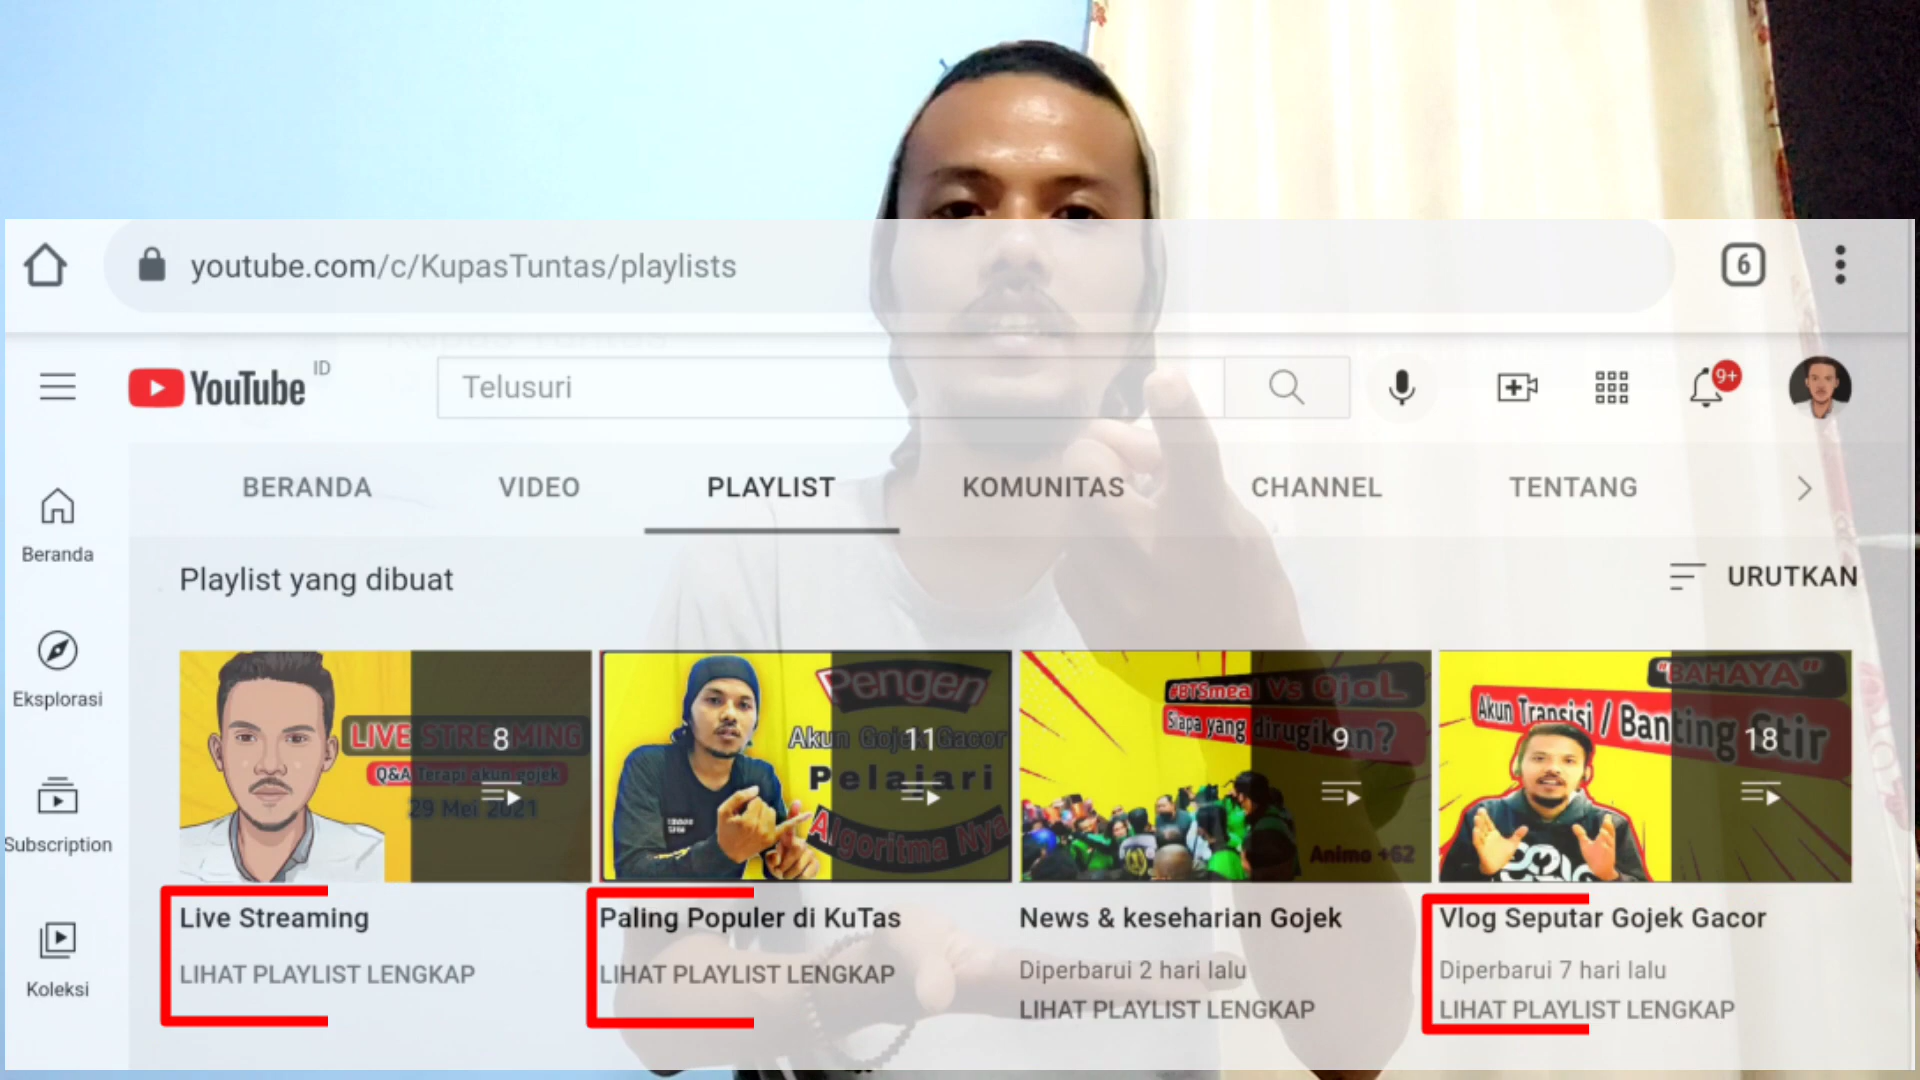 youtube.com/c/KupasTuntas/playlists
6
YouTube ID
Telusuri
9+
BERANDA VIDEO PLAYLIST KOMUNITAS CHANNEL TENTANG
Beranda
Eksplorasi
Subscription
Koleksi
Playlist yang dibuat
URUTKAN
LIVE STREAMING
Q&A Terapi akun gojek
29 Mei 2021
8
Pengen
Akun Gojek Gacor
Pelajari
Algoritma Nya
11
#BTSmeal Vs OjoL
Siapa yang dirugikan?
Animo +62
9
"BAHAYA"
Akun Transisi / Banting Stir
18
Live Streaming
LIHAT PLAYLIST LENGKAP
Paling Populer di KuTas
LIHAT PLAYLIST LENGKAP
News & keseharian Gojek
Diperbarui 2 hari lalu
LIHAT PLAYLIST LENGKAP
Vlog Seputar Gojek Gacor
Diperbarui 7 hari lalu
LIHAT PLAYLIST LENGKAP